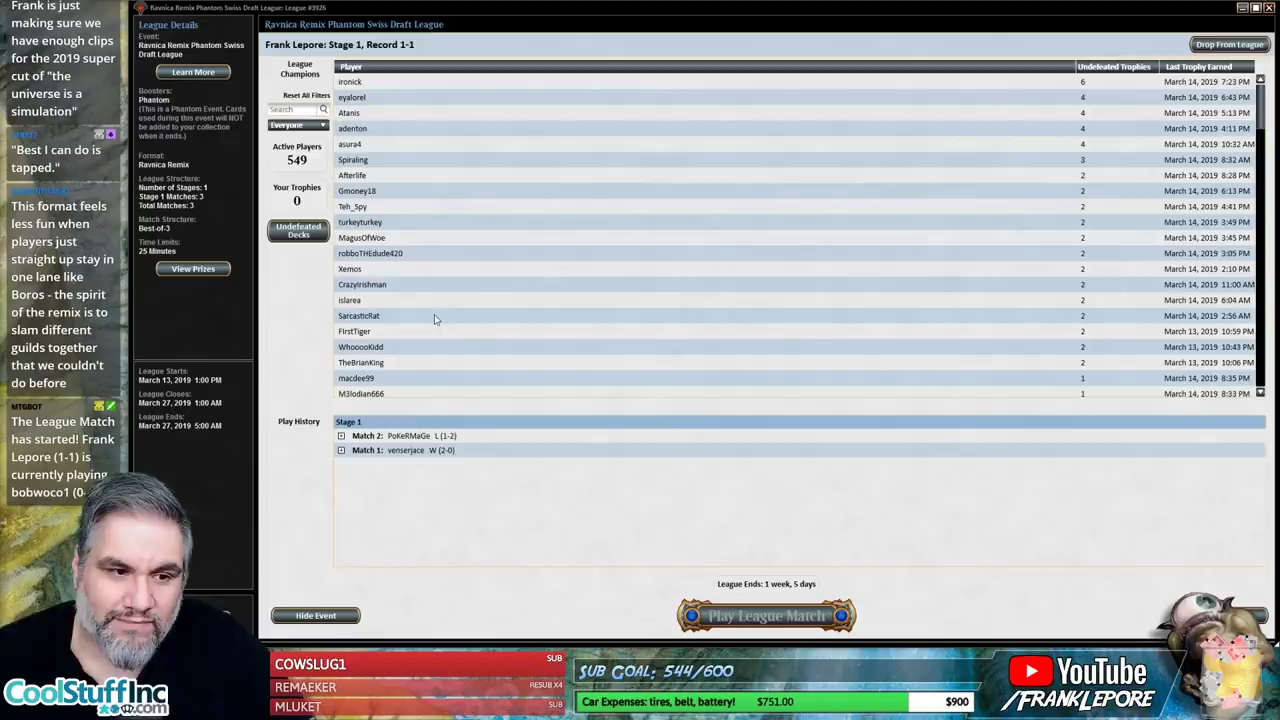 Frank is just
making sure we
have enough clips
for the 2019 super
cut of "the
universe is a
simulation"
"Best I can do is
tapped."
This format feels
less fun when
players just
straight up stay in
one lane like
Boros - the spirit
of the remix is to
slam different
guilds together
that we couldn't
do before
MTGBOT
The League Match
has started! Frank
Lepore (1-1) is
currently playing
bobwoco1 (0-
CoolStuffInc
.com
Ravnica Remix Phantom Swiss Draft League: League #3926
League Details
Event:
Ravnica Remix Phantom Swiss
Draft League
Learn More
Boosters:
Phantom
(This is a Phantom Event. Cards
used during this event will NOT
be added to your collection
when it ends.)
Format:
Ravnica Remix
League Structure:
Number of Stages: 1
Stage 1 Matches: 3
Total Matches: 3
Match Structure:
Best-of-3
Time Limits:
25 Minutes
View Prizes
League Starts:
March 13, 2019 1:00 PM
League Closes:
March 27, 2019 1:00 AM
League Ends:
March 27, 2019 5:00 AM
Ravnica Remix Phantom Swiss Draft League
Frank Lepore: Stage 1, Record 1-1
Drop From League
League
Champions
Reset All Filters
Search
Everyone
Active Players
549
Your Trophies
0
Undefeated
Decks
Player Undefeated Trophies Last Trophy Earned
ironick 6 March 14, 2019 7:23 PM
eyalorel 4 March 14, 2019 6:43 PM
Atanis 4 March 14, 2019 5:13 PM
adenton 4 March 14, 2019 4:11 PM
asura4 4 March 14, 2019 10:32 AM
Spiraling 3 March 14, 2019 8:32 AM
Afterlife 2 March 14, 2019 8:28 PM
Gmoney18 2 March 14, 2019 6:13 PM
Teh_Spy 2 March 14, 2019 4:41 PM
turkeyturkey 2 March 14, 2019 3:49 PM
MagusOfWoe 2 March 14, 2019 3:45 PM
robboTHEdude420 2 March 14, 2019 3:05 PM
Xemos 2 March 14, 2019 2:10 PM
CrazyIrishman 2 March 14, 2019 11:00 AM
islarea 2 March 14, 2019 6:04 AM
SarcasticRat 2 March 14, 2019 2:56 AM
FIrstTiger 2 March 13, 2019 10:59 PM
WhooooKidd 2 March 13, 2019 10:43 PM
TheBrianKing 2 March 13, 2019 10:06 PM
macdee99 1 March 14, 2019 8:35 PM
M3lodian666 1 March 14, 2019 8:33 PM
Play History
Stage 1
Match 2: PoKeRMaGe L (1-2)
Match 1: venserjace W (2-0)
League Ends: 1 week, 5 days
Hide Event
Play League Match
COWSLUG1 SUB
REMAEKER RESUB X4
MLUKET SUB
SUB GOAL: 544/600
Car Expenses: tires, belt, battery! $751.00 $900
YouTube
/FRANKLEPORE